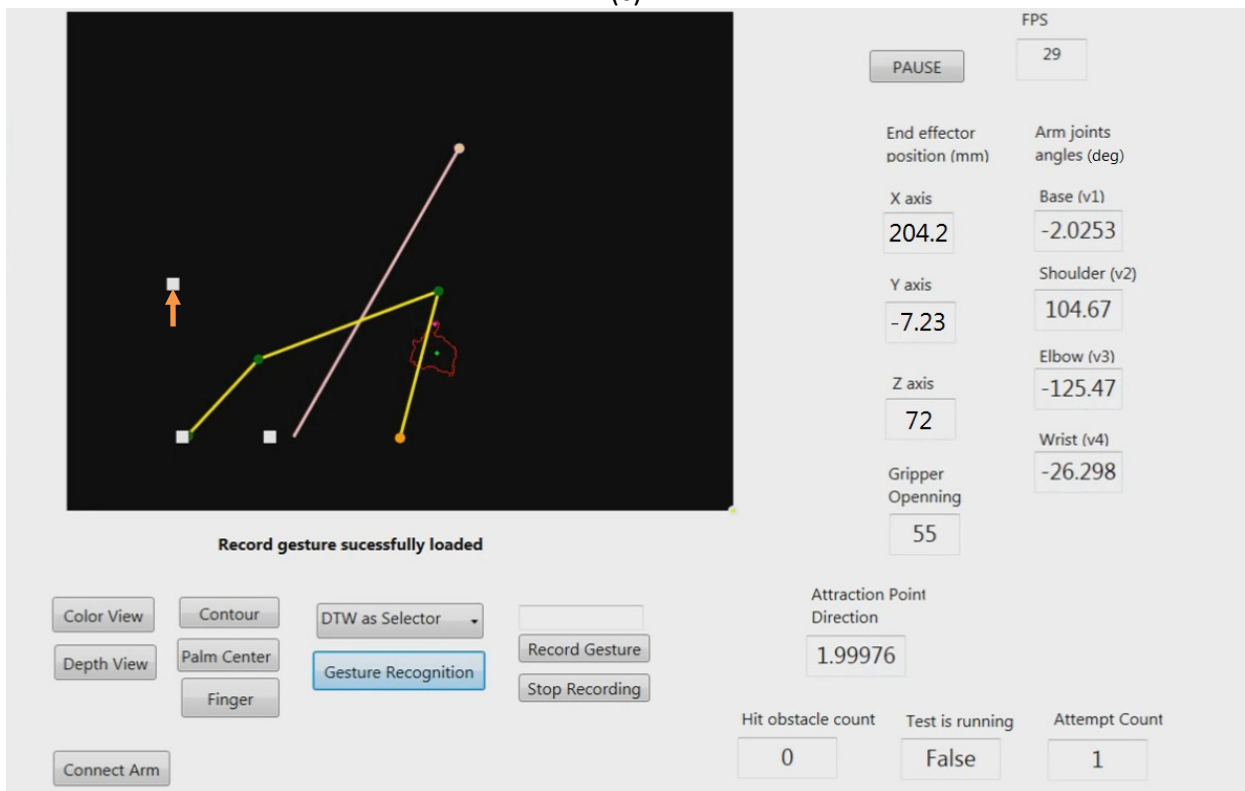 FPS
29
PAUSE
End effector
position (mm)
Arm joints
angles (deg)
X axis
204.2
Base (v1)
-2.0253
Y axis
-7.23
Shoulder (v2)
104.67
Elbow (v3)
-125.47
Z axis
72
Wrist (v4)
-26.298
Gripper
Openning
55
Record gesture sucessfully loaded
Color View
Contour
DTW as Selector
Record Gesture
Depth View
Palm Center
Gesture Recognition
Stop Recording
Finger
Connect Arm
Attraction Point
Direction
1.99976
Hit obstacle count
0
Test is running
False
Attempt Count
1